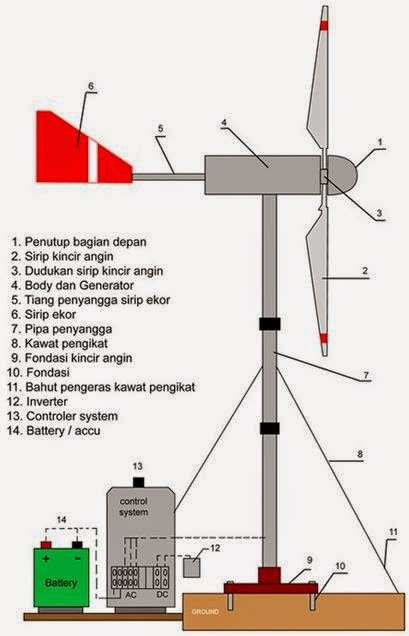 6
5
4
1
3
2
1. Penutup bagian depan
2. Sirip kincir angin
3. Dudukan sirip kincir angin
4. Body dan Generator
5. Tiang penyangga sirip ekor
6. Sirip ekor
7. Pipa penyangga
8. Kawat pengikat
9. Fondasi kincir angin
10. Fondasi
11. Bahut pengeras kawat pengikat
12. Inverter
13. Controler system
14. Battery / accu
7
8
13
control
system
14
12
11
9
10
+ -
Battery
AC DC
GROUND